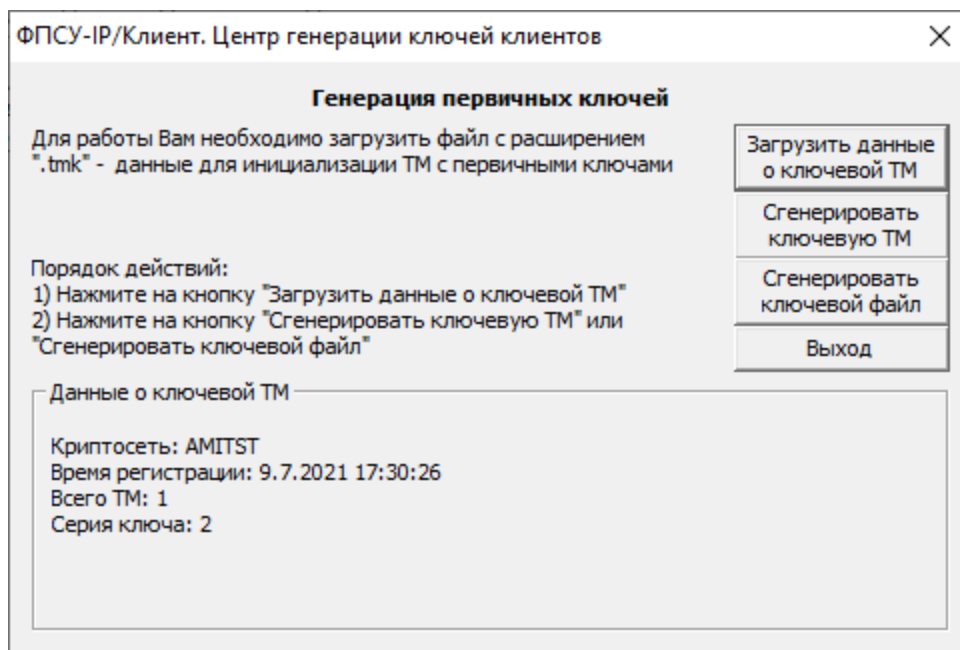 ФПСУ-IP/Клиент. Центр генерации ключей клиентов
Генерация первичных ключей
Для работы Вам необходимо загрузить файл с расширением
".tmk" - данные для инициализации ТМ с первичными ключами
Загрузить данные
о ключевой ТМ
Сгенерировать
ключевую ТМ
Сгенерировать
ключевой файл
Выход
Порядок действий:
1) Нажмите на кнопку "Загрузить данные о ключевой ТМ"
2) Нажмите на кнопку "Сгенерировать ключевую ТМ" или
"Сгенерировать ключевой файл"
Данные о ключевой ТМ
Криптосеть: AMITST
Время регистрации: 9.7.2021 17:30:26
Всего ТМ: 1
Серия ключа: 2